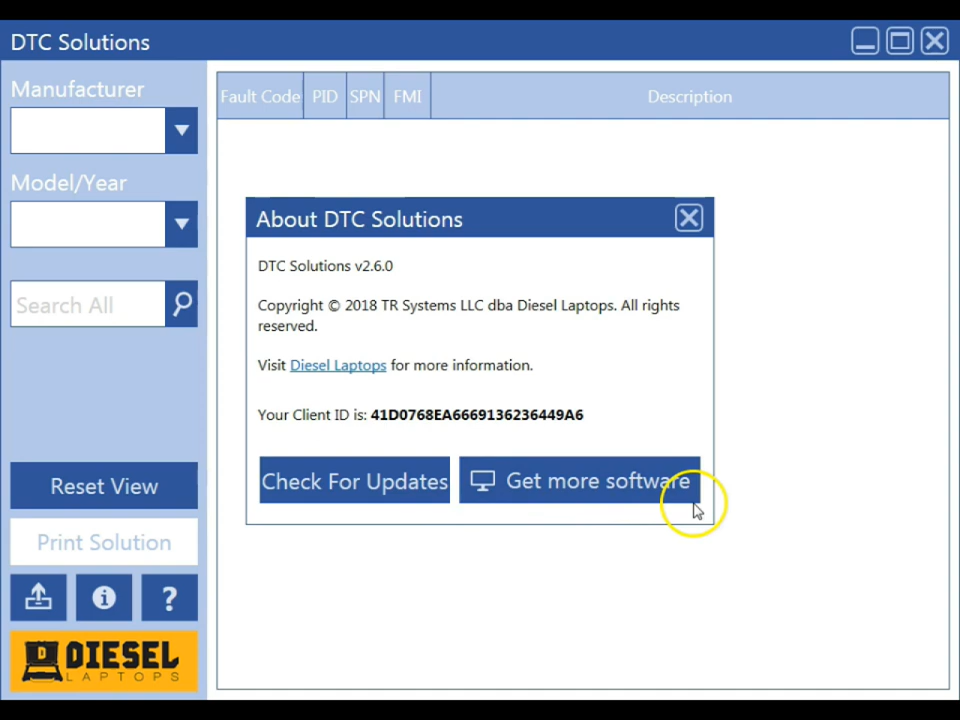 DTC Solutions
Manufacturer
Model/Year
Search All
Reset View
Print Solution
?
DIESEL
LAPTOPS
Fault Code PID SPN FMI Description
About DTC Solutions
DTC Solutions v2.6.0
Copyright © 2018 TR Systems LLC dba Diesel Laptops. All rights
reserved.
Visit Diesel Laptops for more information.
Your Client ID is: 41D0768EA6669136236449A6
Check For Updates
Get more software